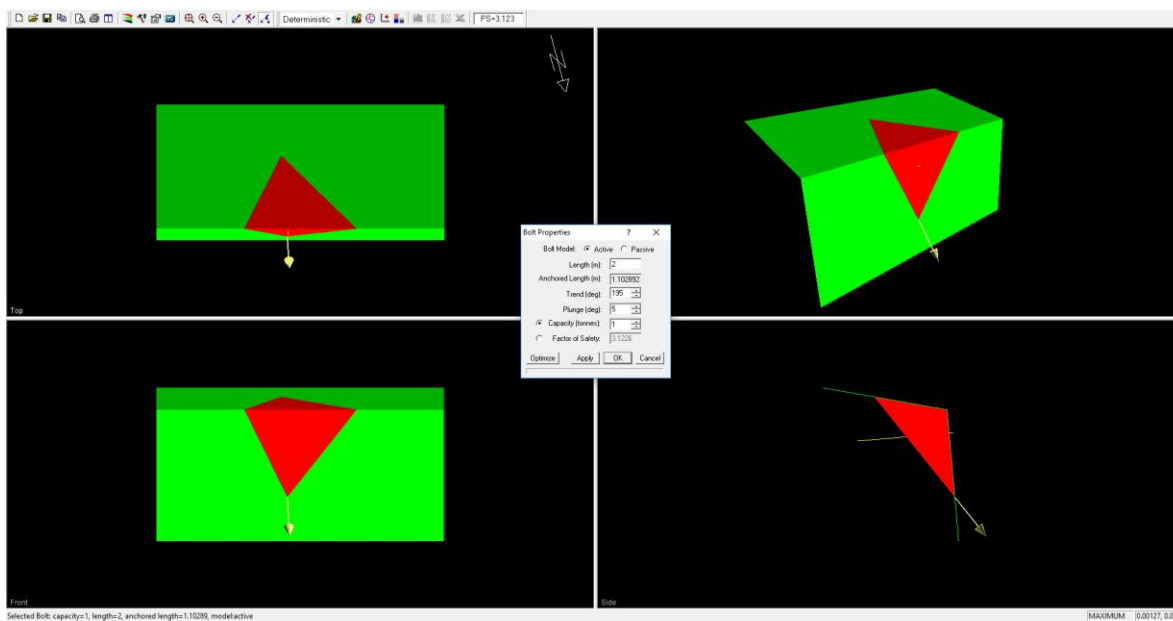 Deterministic FS=3.123
Top
Bolt Properties ? X
Bolt Model: Active Passive
Length (m): 2
Anchored Length (m): 1.102892
Trend (deg): 195
Plunge (deg): 5
Capacity (tonnes): 1
Factor of Safety: 3.1226
Optimize Apply OK Cancel
Front
Side
Selected Bolt: capacity=1, length=2, anchored length=1.10289, model:active
MAXIMUM 0.00127, 0.0